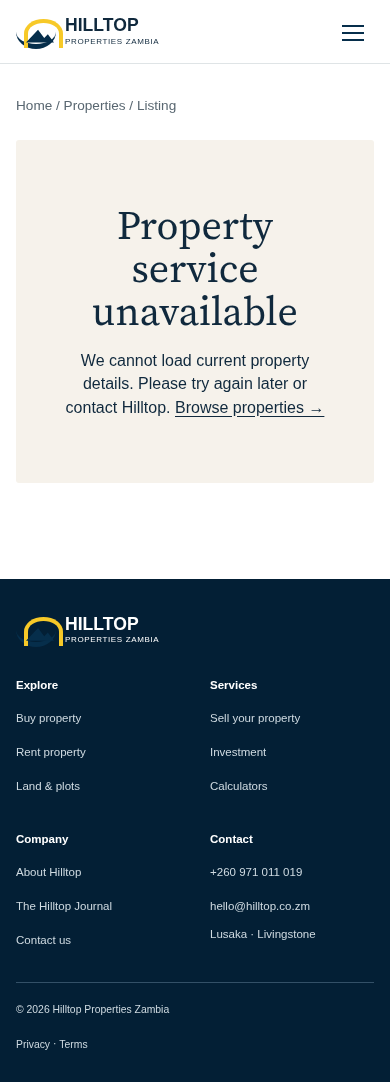 HILLTOP
PROPERTIES ZAMBIA
Home / Properties / Listing
Property
service
unavailable
We cannot load current property
details. Please try again later or
contact Hilltop. Browse properties →
HILLTOP
PROPERTIES ZAMBIA
Explore
Buy property
Rent property
Land & plots
Services
Sell your property
Investment
Calculators
Company
About Hilltop
The Hilltop Journal
Contact us
Contact
+260 971 011 019
hello@hilltop.co.zm
Lusaka · Livingstone
© 2026 Hilltop Properties Zambia
Privacy · Terms